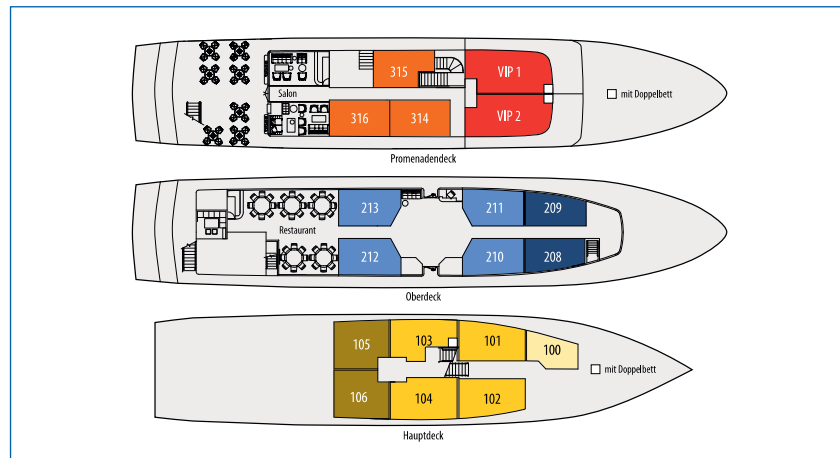 315
VIP 1
Salon
mit Doppelbett
316
314
VIP 2
Promenadendeck
213
211
209
Restaurant
212
210
208
Oberdeck
105
103
101
100
mit Doppelbett
106
104
102
Hauptdeck